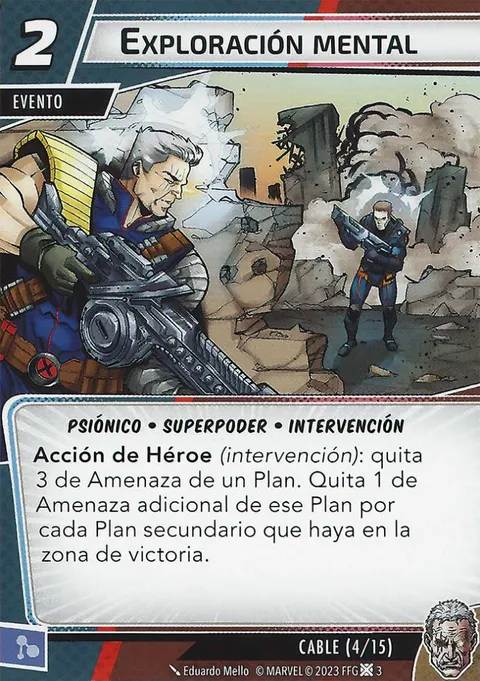 2
EXPLORACIÓN MENTAL
EVENTO
PSIÓNICO • SUPERPODER • INTERVENCIÓN
Acción de Héroe (intervención): quita
3 de Amenaza de un Plan. Quita 1 de
Amenaza adicional de ese Plan por
cada Plan secundario que haya en la
zona de victoria.
CABLE (4/15)
Eduardo Mello © MARVEL © 2023 FFG 3